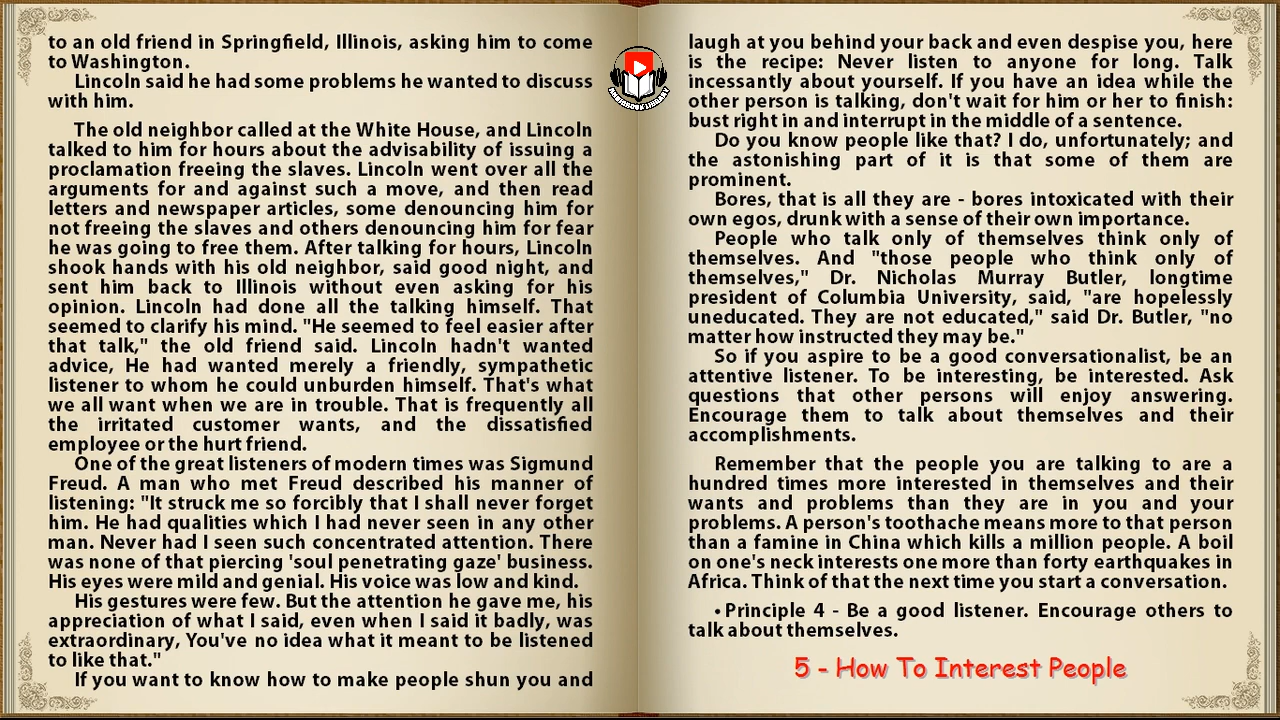 to an old friend in Springfield, Illinois, asking him to come
to Washington.
Lincoln said he had some problems he wanted to discuss
with him.
The old neighbor called at the White House, and Lincoln
talked to him for hours about the advisability of issuing a
proclamation freeing the slaves. Lincoln went over all the
arguments for and against such a move, and then read
letters and newspaper articles, some denouncing him for
not freeing the slaves and others denouncing him for fear
he was going to free them. After talking for hours, Lincoln
shook hands with his old neighbor, said good night, and
sent him back to Illinois without even asking for his
opinion. Lincoln had done all the talking himself. That
seemed to clarify his mind. "He seemed to feel easier after
that talk," the old friend said. Lincoln hadn't wanted
advice, He had wanted merely a friendly, sympathetic
listener to whom he could unburden himself. That's what
we all want when we are in trouble. That is frequently all
the irritated customer wants, and the dissatisfied
employee or the hurt friend.
One of the great listeners of modern times was Sigmund
Freud. A man who met Freud described his manner of
listening: "It struck me so forcibly that I shall never forget
him. He had qualities which I had never seen in any other
man. Never had I seen such concentrated attention. There
was none of that piercing 'soul penetrating gaze' business.
His eyes were mild and genial. His voice was low and kind.
His gestures were few. But the attention he gave me, his
appreciation of what I said, even when I said it badly, was
extraordinary, You've no idea what it meant to be listened
to like that."
If you want to know how to make people shun you and
laugh at you behind your back and even despise you, here
is the recipe: Never listen to anyone for long. Talk
incessantly about yourself. If you have an idea while the
other person is talking, don't wait for him or her to finish:
bust right in and interrupt in the middle of a sentence.
Do you know people like that? I do, unfortunately; and
the astonishing part of it is that some of them are
prominent.
Bores, that is all they are - bores intoxicated with their
own egos, drunk with a sense of their own importance.
People who talk only of themselves think only of
themselves. And "those people who think only of
themselves," Dr. Nicholas Murray Butler, longtime
president of Columbia University, said, "are hopelessly
uneducated. They are not educated," said Dr. Butler, "no
matter how instructed they may be."
So if you aspire to be a good conversationalist, be an
attentive listener. To be interesting, be interested. Ask
questions that other persons will enjoy answering.
Encourage them to talk about themselves and their
accomplishments.
Remember that the people you are talking to are a
hundred times more interested in themselves and their
wants and problems than they are in you and your
problems. A person's toothache means more to that person
than a famine in China which kills a million people. A boil
on one's neck interests one more than forty earthquakes in
Africa. Think of that the next time you start a conversation.
• Principle 4 - Be a good listener. Encourage others to
talk about themselves.
5 - How To Interest People